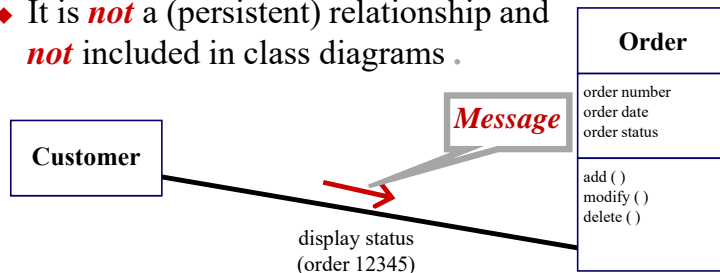 ◆ It is not a (persistent) relationship and
not included in class diagrams .
Order
order number
order date
order status
add ( )
modify ( )
delete ( )
Message
Customer
display status
(order 12345)